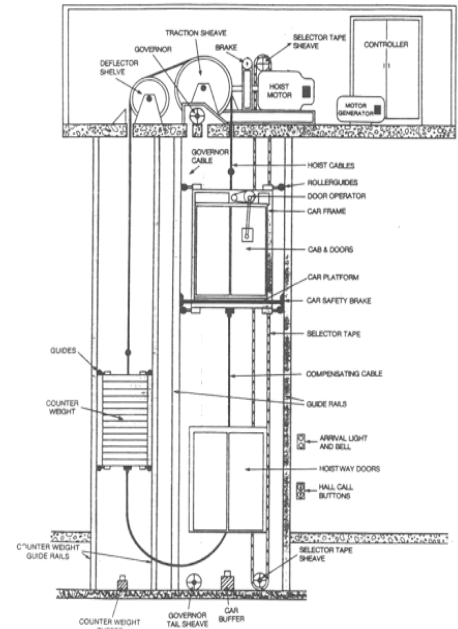 TRACTION SHEAVE
GOVERNOR
DEFLECTOR
SHELVE
BRAKE
SELECTOR TAPE
SHEAVE
CONTROLLER
HOIST
MOTOR
MOTOR
GENERATOR
GOVERNOR
CABLE
HOIST CABLES
ROLLERGUIDES
DOOR OPERATOR
CAR FRAME
CAB & DOORS
CAR PLATFORM
CAR SAFETY BRAKE
SELECTOR TAPE
GUIDES
COMPENSATING CABLE
COUNTER
WEIGHT
GUIDE RAILS
ARRIVAL LIGHT
AND BELL
HOISTWAY DOORS
HALL CALL
BUTTONS
COUNTER WEIGHT
GUIDE RAILS
SELECTOR TAPE
SHEAVE
COUNTER WEIGHT
GOVERNOR
TAIL SHEAVE
CAR
BUFFER